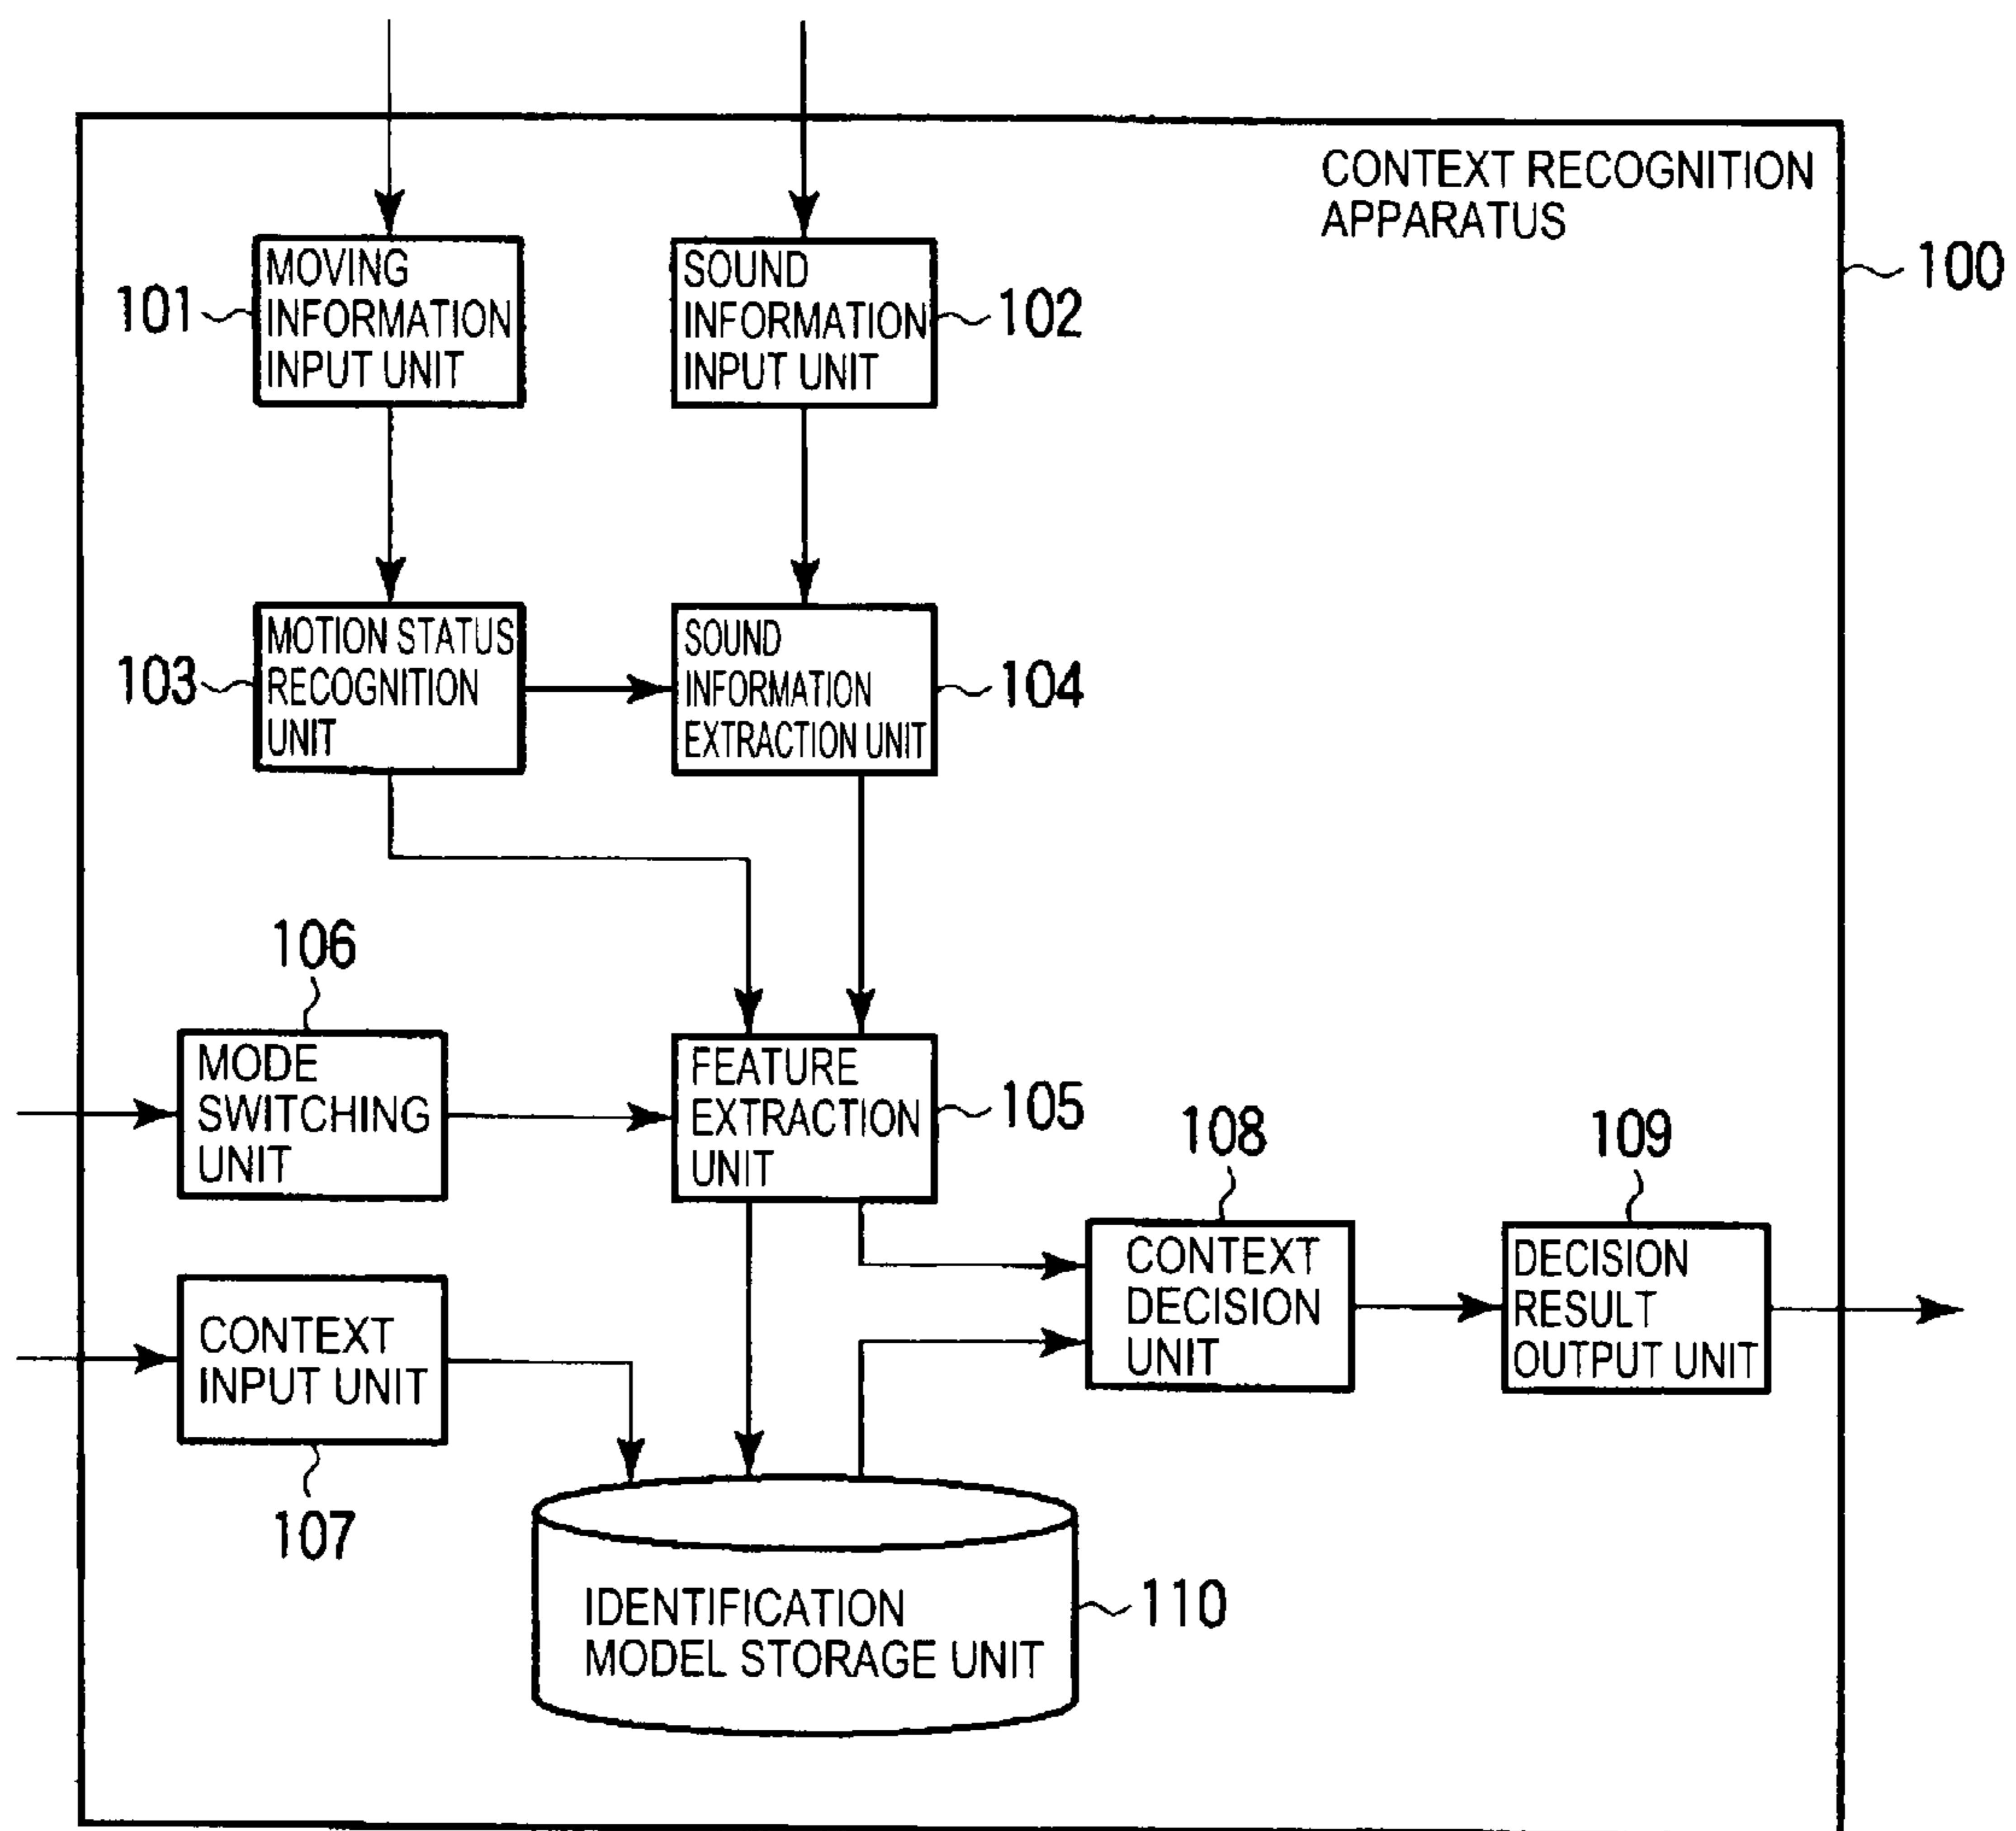 CONTEXT RECOGNITION
APPARATUS
100
MOVING
INFORMATION
INPUT UNIT
101
SOUND
INFORMATION
INPUT UNIT
102
MOTION STATUS
RECOGNITION
UNIT
103
SOUND
INFORMATION
EXTRACTION UNIT
104
106
MODE
SWITCHING
UNIT
FEATURE
EXTRACTION
UNIT
105
108
CONTEXT
DECISION
UNIT
109
DECISION
RESULT
OUTPUT UNIT
CONTEXT
INPUT UNIT
107
IDENTIFICATION
MODEL STORAGE UNIT
110